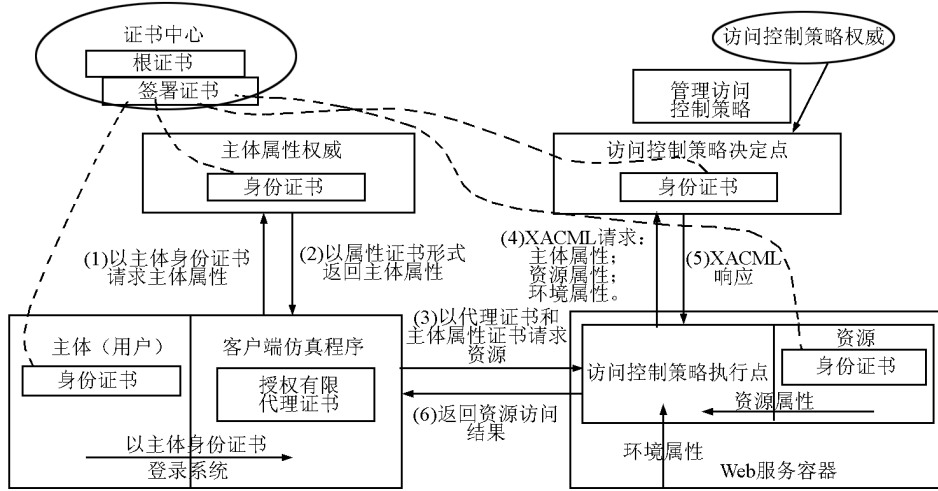 证书中心
根证书
签署证书
访问控制策略权威
管理访问
控制策略
主体属性权威
身份证书
访问控制策略决定点
身份证书
(1)以主体身份证书
请求主体属性
(2)以属性证书形式
返回主体属性
(4)XACML请求：
主体属性；
资源属性；
环境属性。
(5)XACML
响应
(3)以代理证书和
主体属性证书请求
资源
主体（用户）
身份证书
客户端仿真程序
授权有限
代理证书
以主体身份证书
登录系统
(6)返回资源访问
结果
访问控制策略执行点
资源
身份证书
资源属性
环境属性
Web服务容器